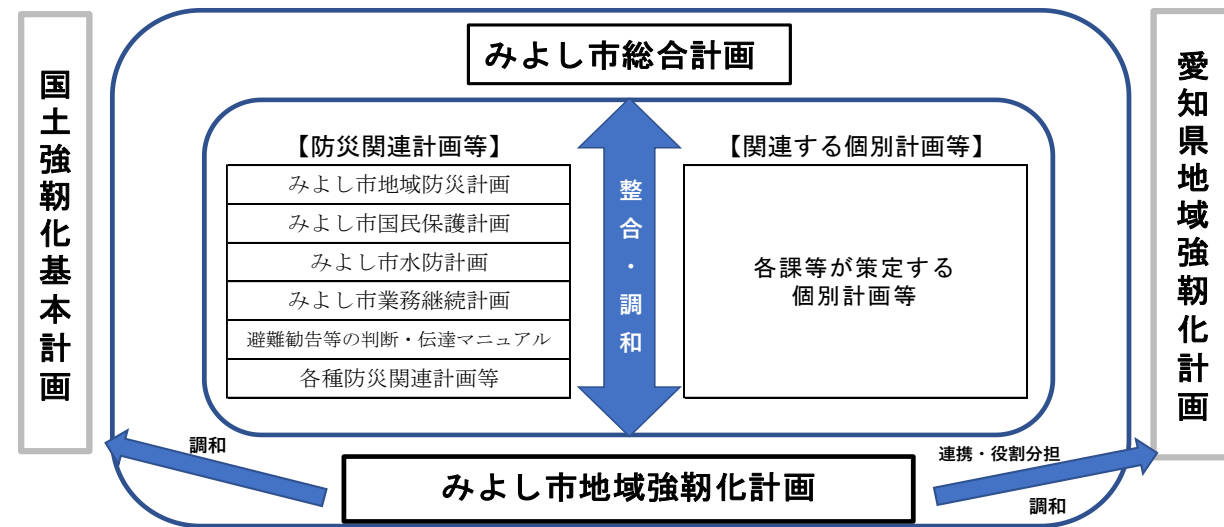 みよし市総合計画
国土強靭化基本計画
愛知県地域強靭化計画
【防災関連計画等】
みよし市地域防災計画
みよし市国民保護計画
みよし市水防計画
みよし市業務継続計画
避難勧告等の判断・伝達マニュアル
各種防災関連計画等
整合・調和
【関連する個別計画等】
各課等が策定する
個別計画等
調和
みよし市地域強靭化計画
連携・役割分担
調和